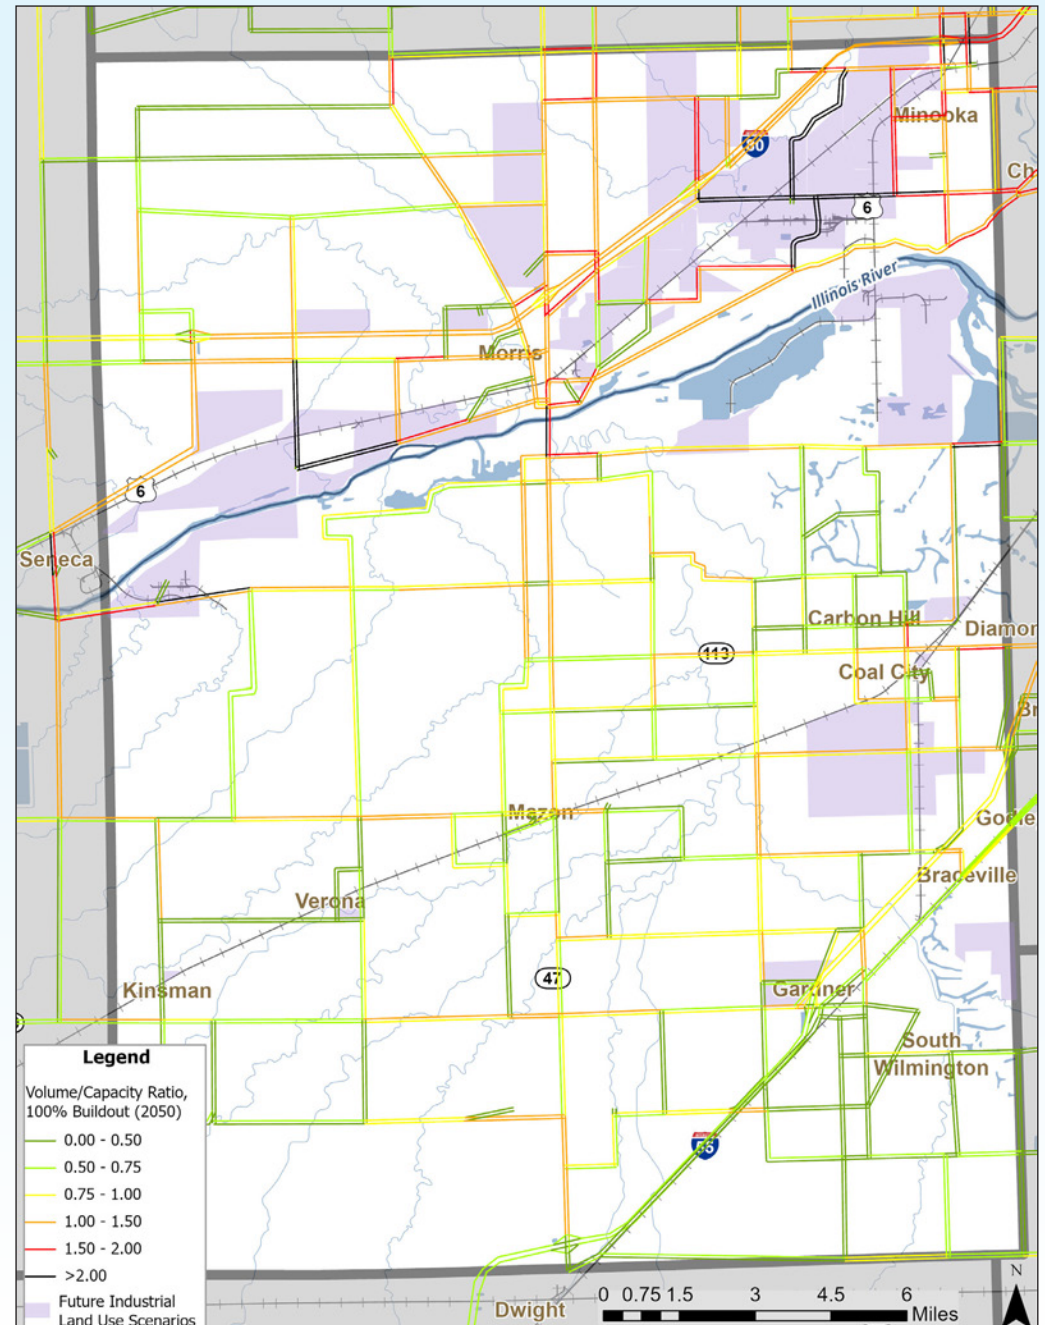 Minooka
80
Ch
6
Illinois River
Morris
6
Seneca
Carbon Hill
Diamon
113
Coal City
Br
Mazon
Braceville
Verona
47
Kinsman
Gardner
South
Wilmington
Legend
Volume/Capacity Ratio,
100% Buildout (2050)
0.00 - 0.50
0.50 - 0.75
0.75 - 1.00
1.00 - 1.50
1.50 - 2.00
>2.00
Future Industrial
Land Use Scenarios
55
Dwight
0 0.75 1.5 3 4.5 6
Miles
N